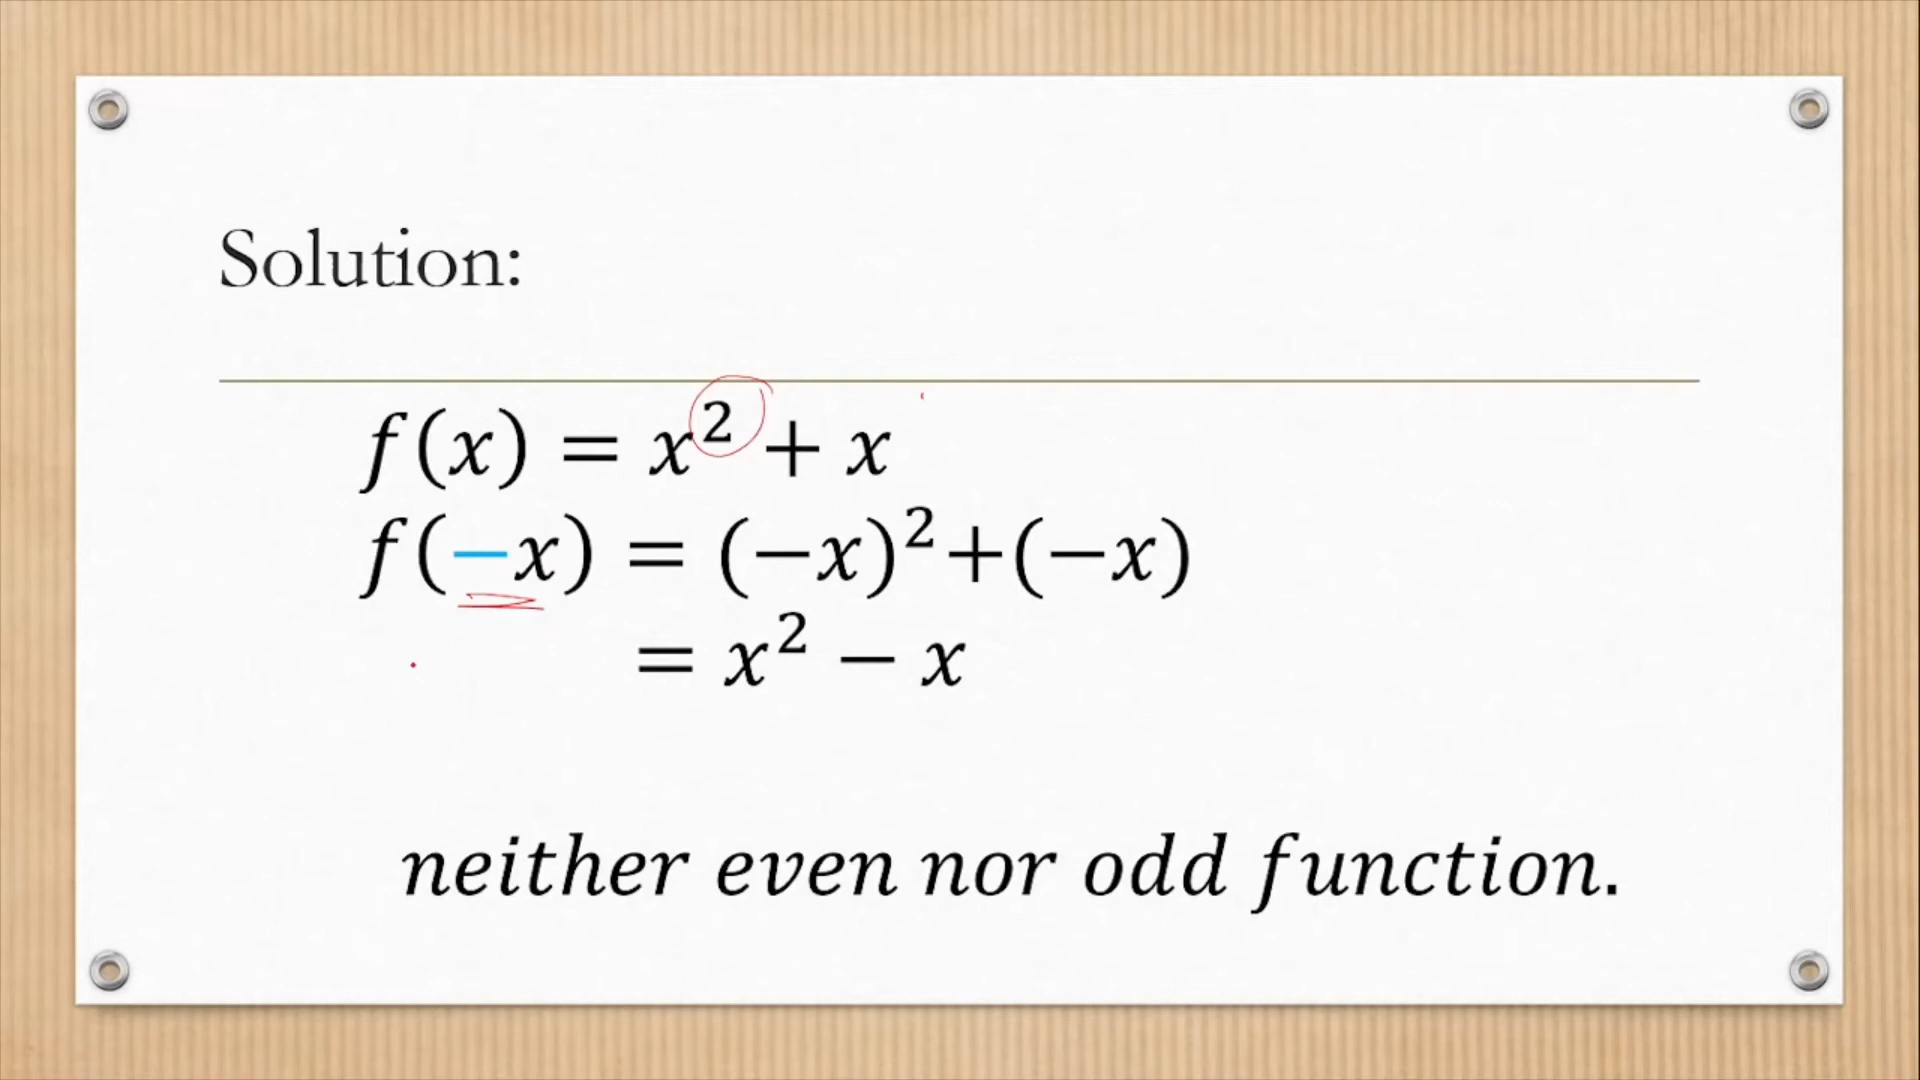 Solution:
f(x) = x² + x
f(−x) = (−x)²+(−x)
= x² − x
neither even nor odd function.